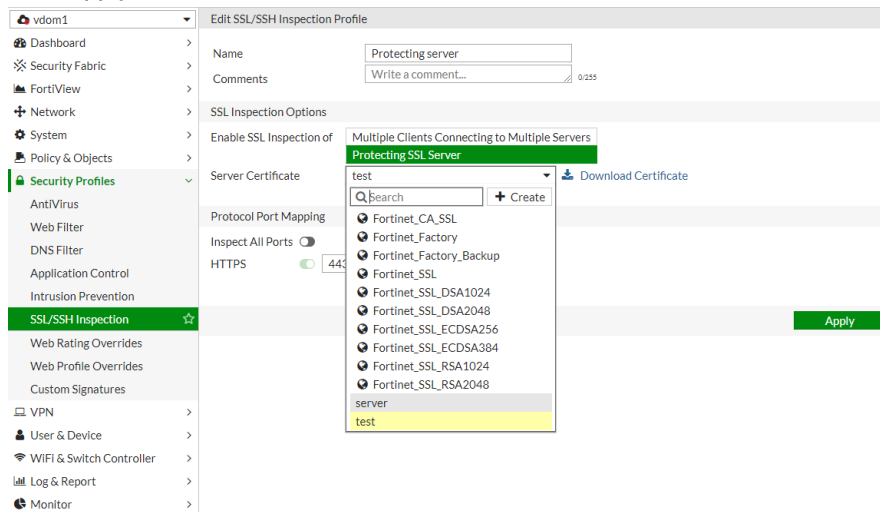 vdom1
Dashboard
Security Fabric
FortiView
Network
System
Policy & Objects
Security Profiles
AntiVirus
Web Filter
DNS Filter
Application Control
Intrusion Prevention
SSL/SSH Inspection
Web Rating Overrides
Web Profile Overrides
Custom Signatures
VPN
User & Device
WiFi & Switch Controller
Log & Report
Monitor
Edit SSL/SSH Inspection Profile
Name Protecting server
Comments Write a comment... 0/255
SSL Inspection Options
Enable SSL Inspection of Multiple Clients Connecting to Multiple Servers
Protecting SSL Server
Server Certificate test Download Certificate
Search + Create
Protocol Port Mapping
Inspect All Ports
HTTPS 443
Fortinet_CA_SSL
Fortinet_Factory
Fortinet_Factory_Backup
Fortinet_SSL
Fortinet_SSL_DSA1024
Fortinet_SSL_DSA2048
Fortinet_SSL_ECDSA256
Fortinet_SSL_ECDSA384
Fortinet_SSL_RSA1024
Fortinet_SSL_RSA2048
server
test
Apply